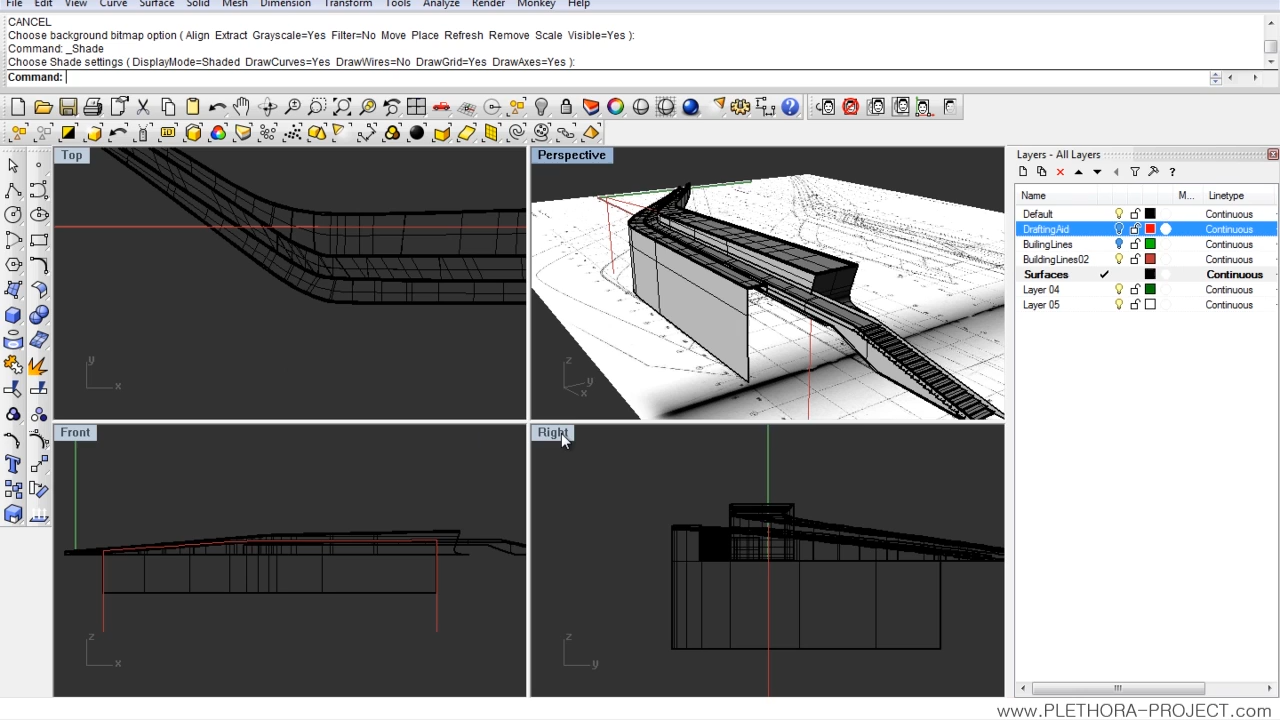 File Edit View Curve Surface Solid Mesh Dimension Transform Tools Analyze Render Monkey Help
CANCEL
Choose background bitmap option ( Align Extract Grayscale=Yes Filter=No Move Place Refresh Remove Scale Visible=Yes ):
Command: _Shade
Choose Shade settings ( DisplayMode=Shaded DrawCurves=Yes DrawWires=No DrawGrid=Yes DrawAxes=Yes ):
Command:
Top
Perspective
Layers - All Layers
Name M... Linetype
Default Continuous
DraftingAid Continuous
BuilingLines Continuous
BuildingLines02 Continuous
Surfaces Continuous
Layer 04 Continuous
Layer 05 Continuous
y
x
z
y
x
Front
Right
z
x
z
y
www.PLETHORA-PROJECT.com